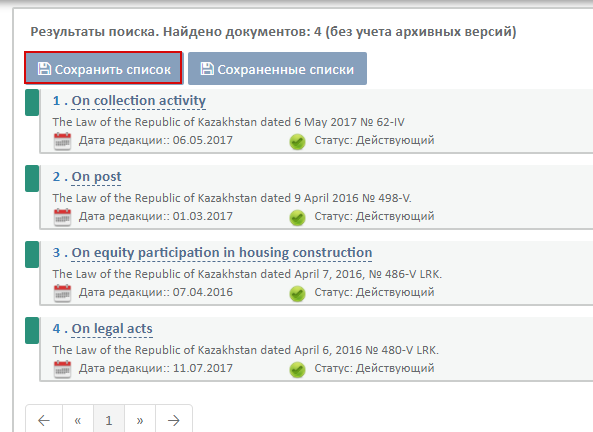 Результаты поиска. Найдено документов: 4 (без учета архивных версий)
Сохранить список Сохраненные списки
1 . On collection activity
The Law of the Republic of Kazakhstan dated 6 May 2017 № 62-IV
Дата редакции:: 06.05.2017 Статус: Действующий
2 . On post
The Law of the Republic of Kazakhstan dated 9 April 2016 № 498-V.
Дата редакции:: 01.03.2017 Статус: Действующий
3 . On equity participation in housing construction
The Law of the Republic of Kazakhstan dated April 7, 2016, № 486-V LRK.
Дата редакции:: 07.04.2016 Статус: Действующий
4 . On legal acts
The Law of the Republic of Kazakhstan dated April 6, 2016 № 480-V LRK.
Дата редакции:: 11.07.2017 Статус: Действующий
← « 1 » →